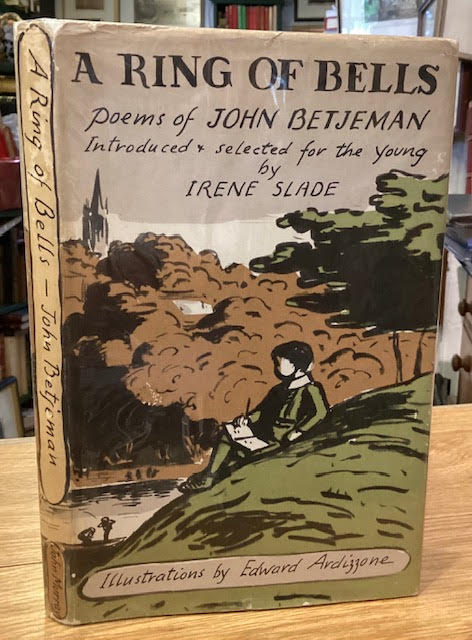 A RING OF BELLS
Poems of JOHN BETJEMAN
Introduced + selected for the young
by
IRENE SLADE
Illustrations by Edward Ardizzone
A Ring of Bells – John Betjeman
John Murray